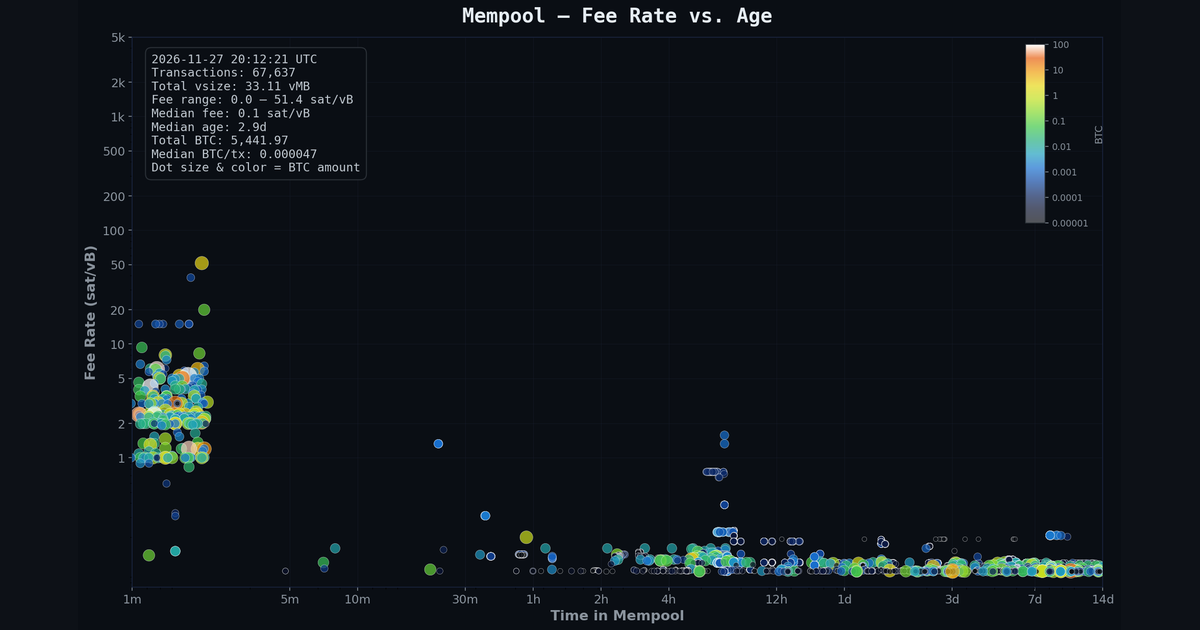 Mempool — Fee Rate vs. Age
2026-11-27 20:12:21 UTC
Transactions: 67,637
Total vsize: 33.11 vMB
Fee range: 0.0 — 51.4 sat/vB
Median fee: 0.1 sat/vB
Median age: 2.9d
Total BTC: 5,441.97
Median BTC/tx: 0.000047
Dot size & color = BTC amount
5k
2k
1k
500
200
100
50
20
10
5
2
1
Fee Rate (sat/vB)
100
10
1
0.1
0.01
0.001
0.0001
0.00001
BTC
1m
5m
10m
30m
1h
2h
4h
12h
1d
3d
7d
14d
Time in Mempool